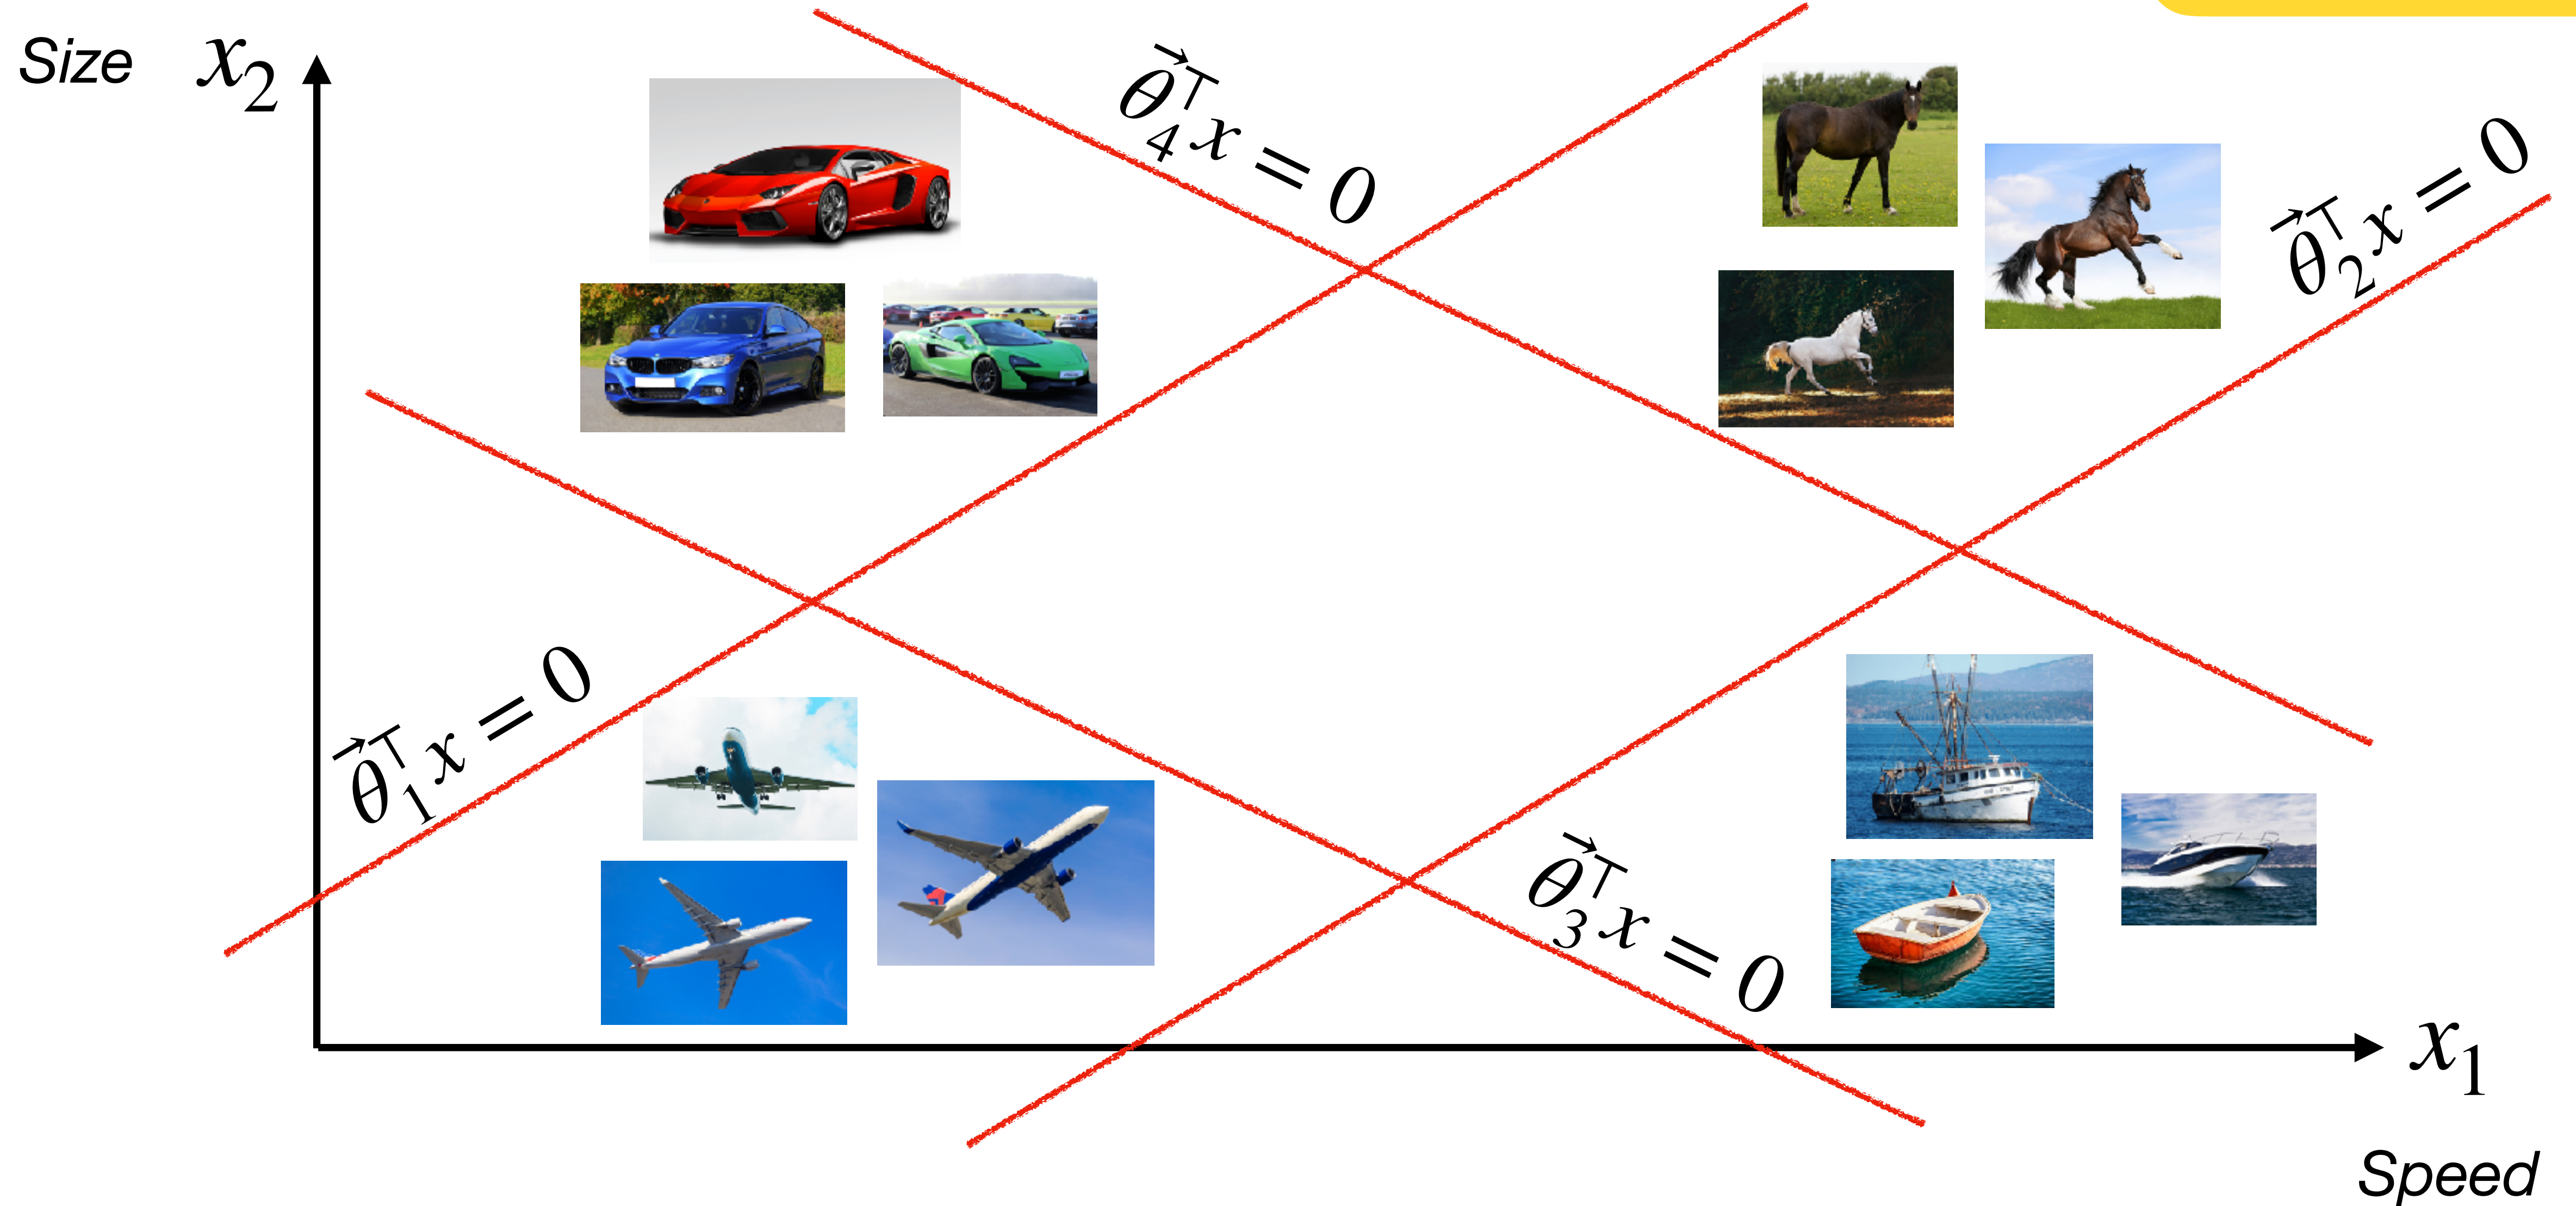 Size x₂
θ⃗₄ᵀx = 0
θ⃗₂ᵀx = 0
θ⃗₁ᵀx = 0
θ⃗₃ᵀx = 0
x₁
Speed